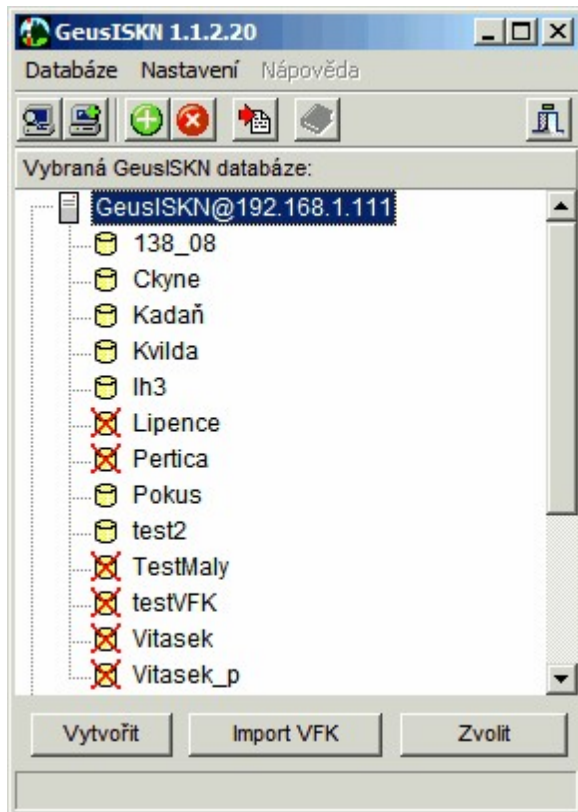 GeusISKN 1.1.2.20
Databáze Nastavení Nápověda
Vybraná GeusISKN databáze:
GeusISKN@192.168.1.111
138_08
Ckyne
Kadaň
Kvilda
lh3
Lipence
Pertica
Pokus
test2
TestMaly
testVFK
Vitasek
Vitasek_p
Vytvořit Import VFK Zvolit